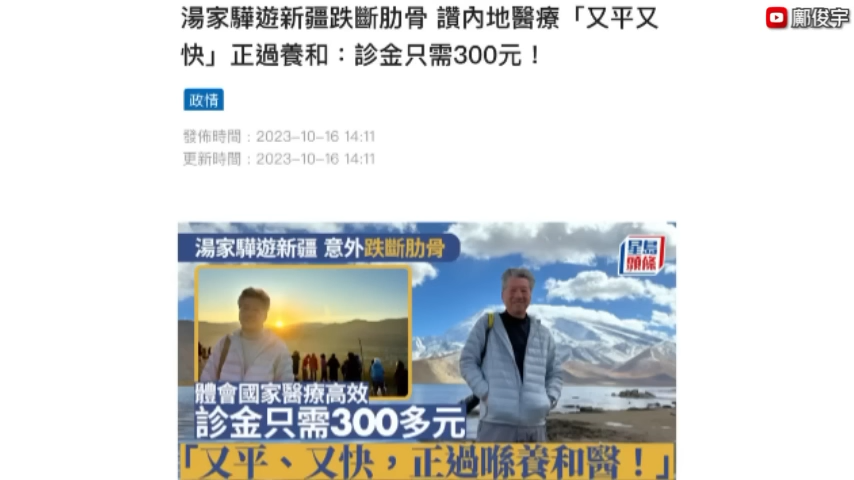 鄺俊宇
湯家驊遊新疆跌斷肋骨 讚內地醫療「又平又
快」正過養和：診金只需300元！
政情
發佈時間：2023-10-16 14:11
更新時間：2023-10-16 14:11
湯家驊遊新疆 意外跌斷肋骨
星島
頭條
體會國家醫療高效
診金只需300多元
「又平、又快，正過喺養和醫！」